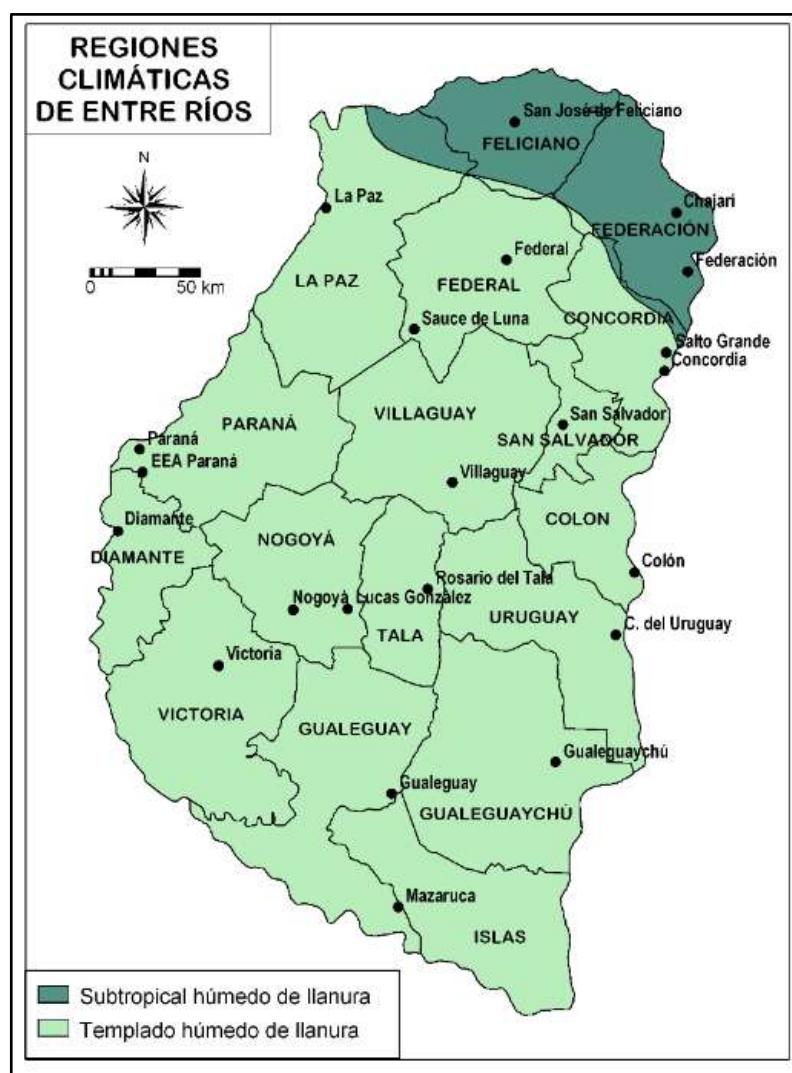 REGIONES
CLIMÁTICAS
DE ENTRE RÍOS
N
0 50 km
San José de Feliciano
FELICIANO
La Paz
Chajarí
FEDERACIÓN
Federal
Federación
LA PAZ
FEDERAL
CONCORDIA
Sauce de Luna
Salto Grande
Concordia
VILLAGUAY
PARANÁ
San Salvador
SAN SALVADOR
Paraná
EEA Paraná
Villaguay
Diamante
COLON
NOGOYÁ
DIAMANTE
Colón
Rosario del Tala
Nogoyá
Lucas González
URUGUAY
TALA
C. del Uruguay
Victoria
VICTORIA
GUALEGUAY
Gualeguaychú
Gualeguay
GUALEGUAYCHÚ
Mazaruca
ISLAS
Subtropical húmedo de llanura
Templado húmedo de llanura